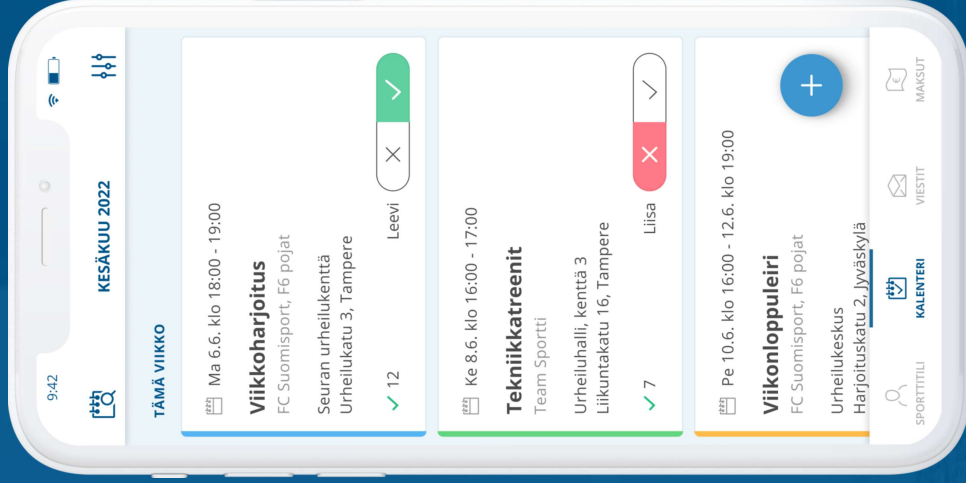 9:42
KESÄKUU 2022
TÄMÄ VIIKKO
Ma 6.6. klo 18:00 - 19:00
Viikkoharjoitus
FC Suomisport, F6 pojat
Seuran urheilukenttä
Urheilukatu 3, Tampere
12
Leevi
Ke 8.6. klo 16:00 - 17:00
Tekniikkatreenit
Team Sportti
Urheiluhalli, kenttä 3
Liikuntakatu 16, Tampere
7
Liisa
Pe 10.6. klo 16:00 - 12.6. klo 19:00
Viikonloppuleiri
FC Suomisport, F6 pojat
Urheilukeskus
Harjoituskatu 2, Jyväskylä
SPORTTITILI
KALENTERI
VIESTIT
MAKSUT